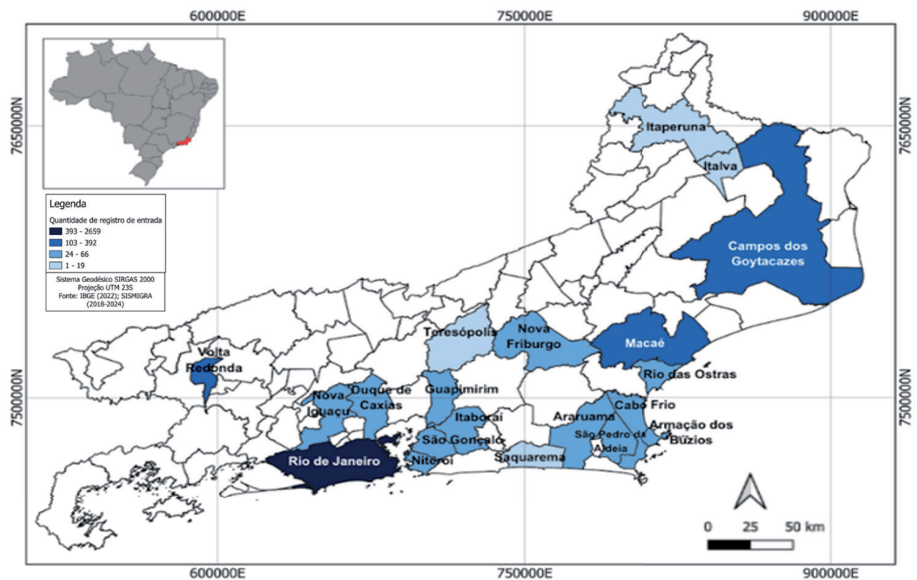 600000E 750000E 900000E
7650000N
7650000N
7500000N
7500000N
Legenda
Quantidade de registro de entrada
393 - 2659
103 - 392
24 - 66
1 - 19
Sistema Geodésico SIRGAS 2000
Projeção UTM 23S
Fonte: IBGE (2022); SISMIGRA
(2018-2024)
Itaperuna
Italva
Campos dos
Goytacazes
Teresópolis
Nova
Friburgo
Macaé
Volta
Redonda
Rio das Ostras
Nova
Iguaçu
Duque de
Caxias
Guapimirim
Itaboraí
São Gonçalo
Niterói
Rio de Janeiro
Saquarema
Araruama
Cabo Frio
São Pedro da
Aldeia
Armação dos
Búzios
0 25 50 km
600000E 750000E 900000E